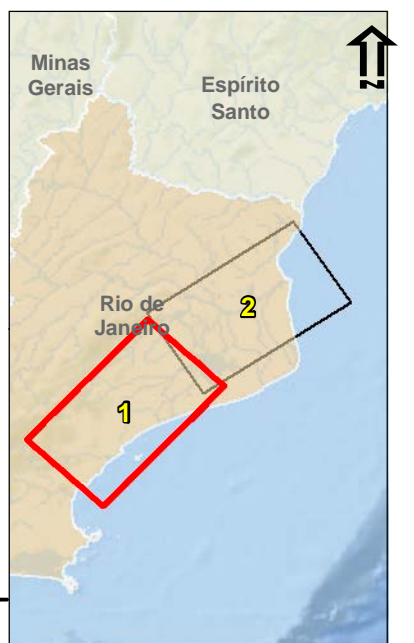 Minas
Gerais
Espírito
Santo
N
Rio de
Janeiro
2
1